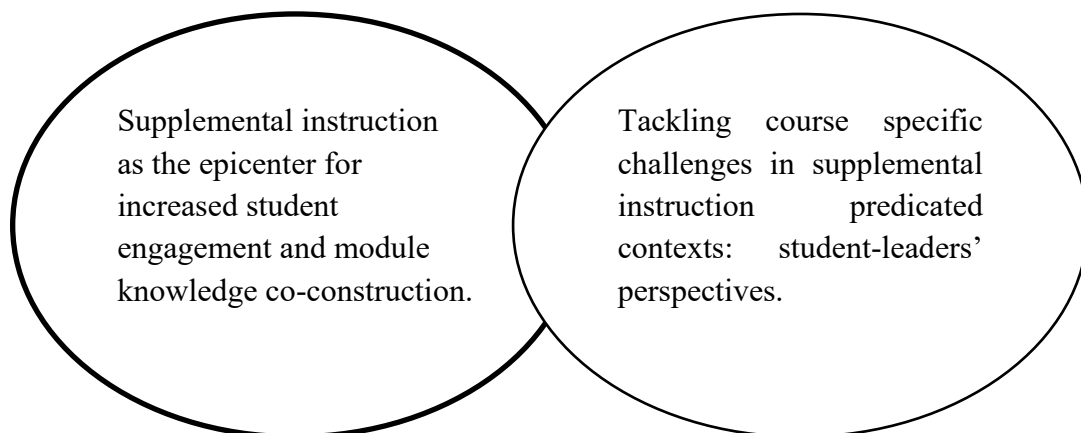 Supplemental instruction
as the epicenter for
increased student
engagement and module
knowledge co-construction.
Tackling course specific
challenges in supplemental
instruction predicated
contexts: student-leaders’
perspectives.